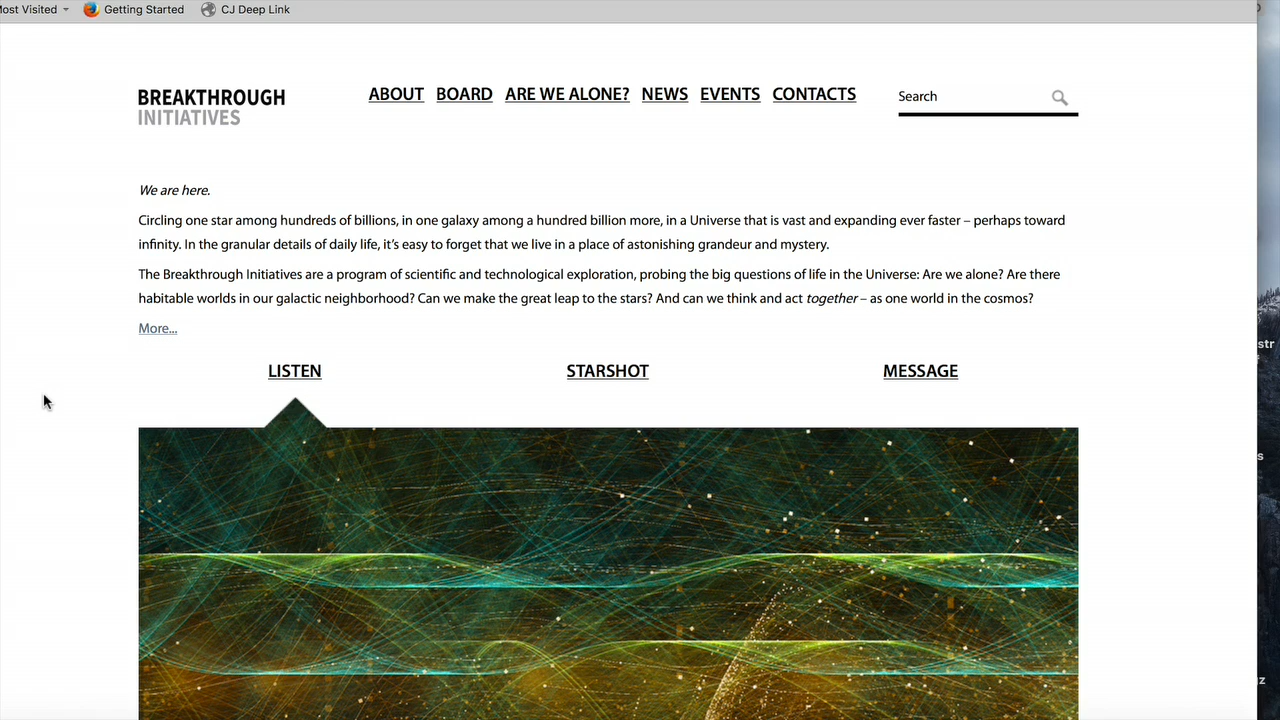 Most Visited Getting Started CJ Deep Link
BREAKTHROUGH
INITIATIVES
ABOUT BOARD ARE WE ALONE? NEWS EVENTS CONTACTS
Search
We are here.
Circling one star among hundreds of billions, in one galaxy among a hundred billion more, in a Universe that is vast and expanding ever faster – perhaps toward
infinity. In the granular details of daily life, it's easy to forget that we live in a place of astonishing grandeur and mystery.
The Breakthrough Initiatives are a program of scientific and technological exploration, probing the big questions of life in the Universe: Are we alone? Are there
habitable worlds in our galactic neighborhood? Can we make the great leap to the stars? And can we think and act together – as one world in the cosmos?
More...
LISTEN STARSHOT MESSAGE